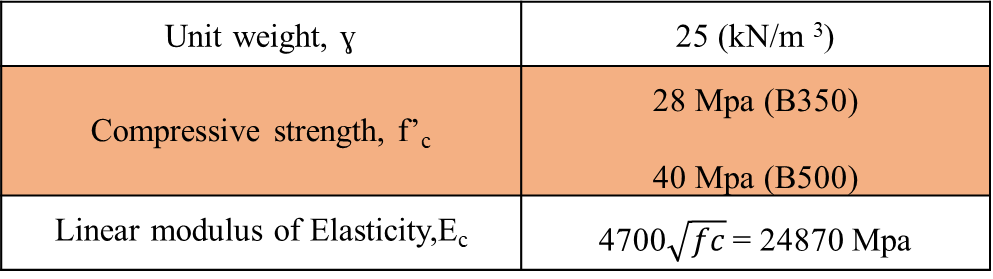 Unit weight, ɣ
25 (kN/m ³)
Compressive strength, f’c
28 Mpa (B350)
40 Mpa (B500)
Linear modulus of Elasticity,Ec
4700√fc = 24870 Mpa